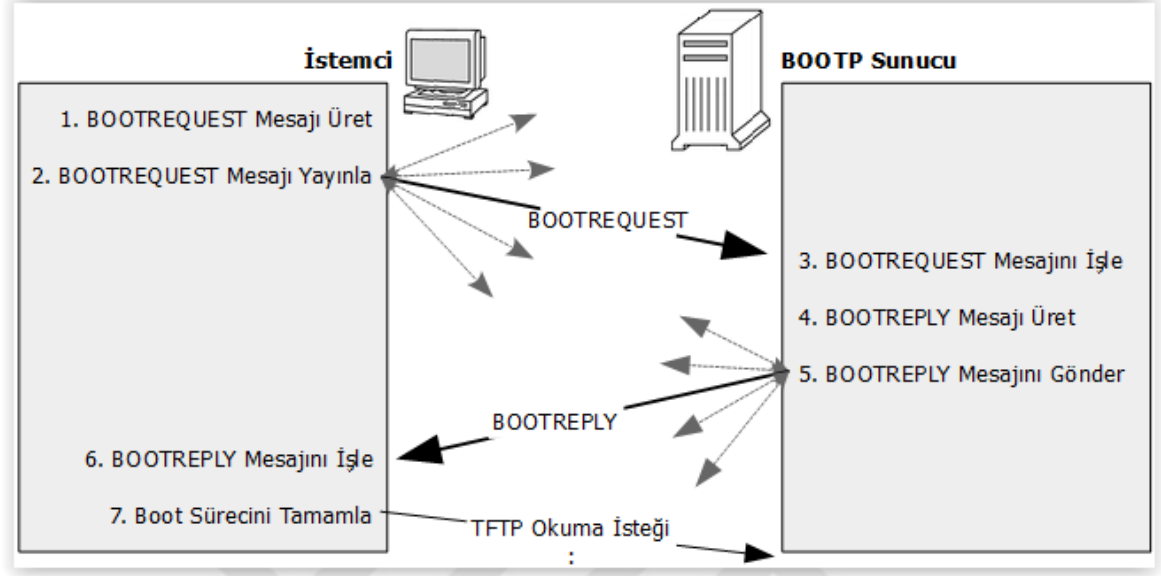 İstemci
BOOTP Sunucu
1. BOOTREQUEST Mesajı Üret
2. BOOTREQUEST Mesajı Yayınla
BOOTREQUEST
3. BOOTREQUEST Mesajını İşle
4. BOOTREPLY Mesajı Üret
5. BOOTREPLY Mesajını Gönder
BOOTREPLY
6. BOOTREPLY Mesajını İşle
7. Boot Sürecini Tamamla
TFTP Okuma İsteği
: